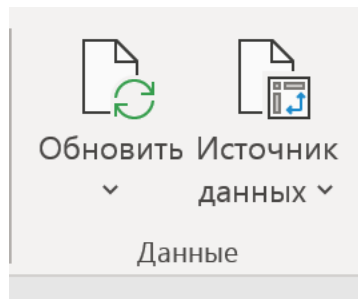 Обновить
Источник
данных
Данные